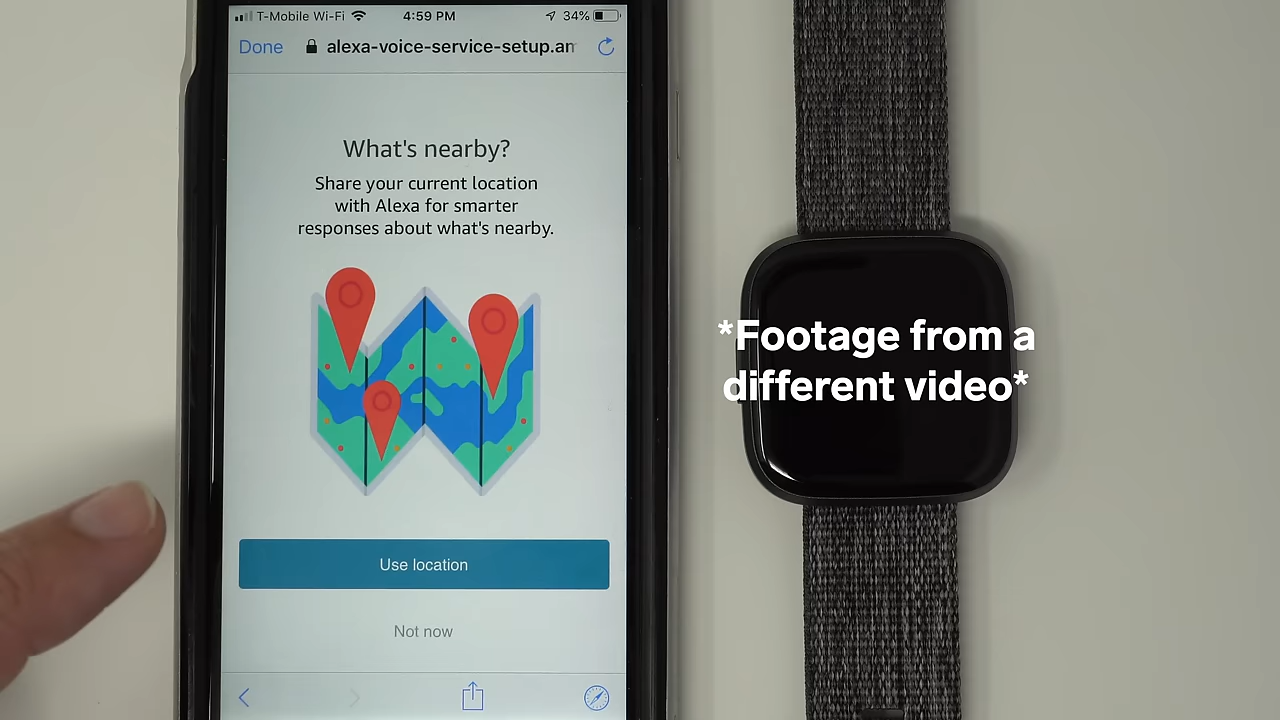 T-Mobile Wi-Fi 4:59 PM 34%
Done alexa-voice-service-setup.am
What's nearby?
Share your current location
with Alexa for smarter
responses about what's nearby.
*Footage from a
different video*
Use location
Not now